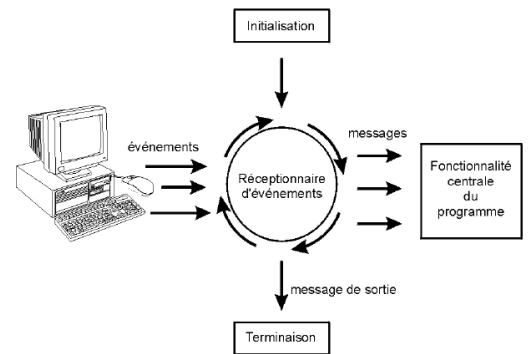 Initialisation
événements
messages
Réceptionnaire
d'événements
Fonctionnalité
centrale
du
programme
message de sortie
Terminaison